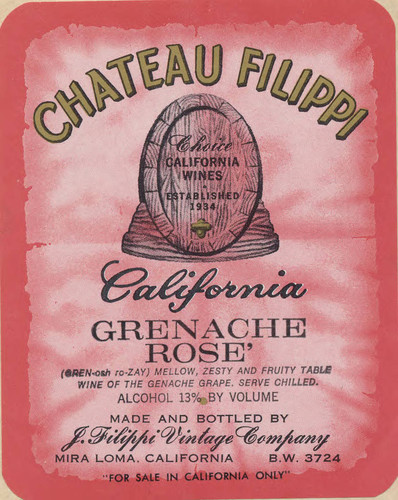 CHATEAU FILIPPI
Choice
CALIFORNIA
WINES
ESTABLISHED
1934
California
GRENACHE
ROSE'
(GREN-osh ro-ZAY) MELLOW, ZESTY AND FRUITY TABLE
WINE OF THE GENACHE GRAPE. SERVE CHILLED.
ALCOHOL 13% BY VOLUME
MADE AND BOTTLED BY
J. Filippi Vintage Company
MIRA LOMA, CALIFORNIA B.W. 3724
"FOR SALE IN CALIFORNIA ONLY"